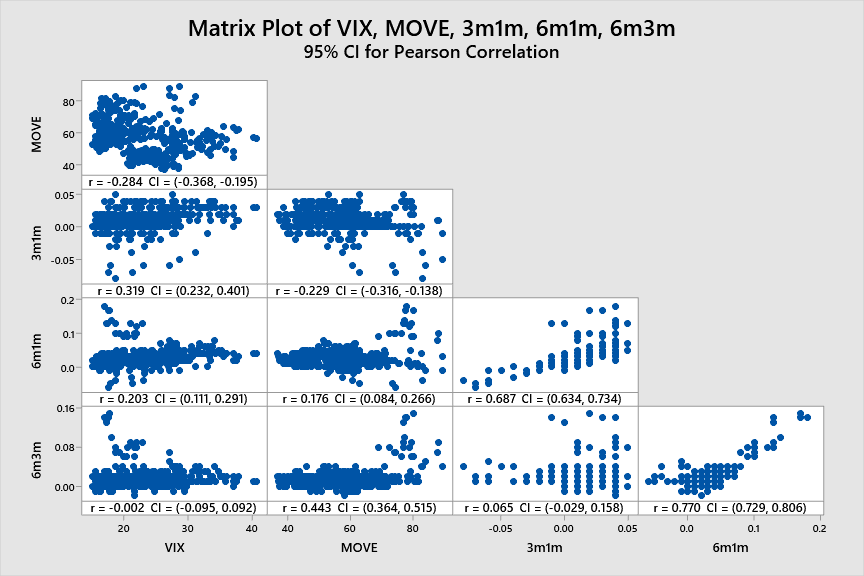 Matrix Plot of VIX, MOVE, 3m1m, 6m1m, 6m3m
95% CI for Pearson Correlation
MOVE
80
60
40
r = -0.284 CI = (-0.368, -0.195)
3m1m
0.05
0.00
-0.05
r = 0.319 CI = (0.232, 0.401)
r = -0.229 CI = (-0.316, -0.138)
6m1m
0.2
0.1
0.0
r = 0.203 CI = (0.111, 0.291)
r = 0.176 CI = (0.084, 0.266)
r = 0.687 CI = (0.634, 0.734)
6m3m
0.16
0.08
0.00
r = -0.002 CI = (-0.095, 0.092)
r = 0.443 CI = (0.364, 0.515)
r = 0.065 CI = (-0.029, 0.158)
r = 0.770 CI = (0.729, 0.806)
20 30 40
40 60 80
-0.05 0.00 0.05
0.0 0.1 0.2
VIX
MOVE
3m1m
6m1m